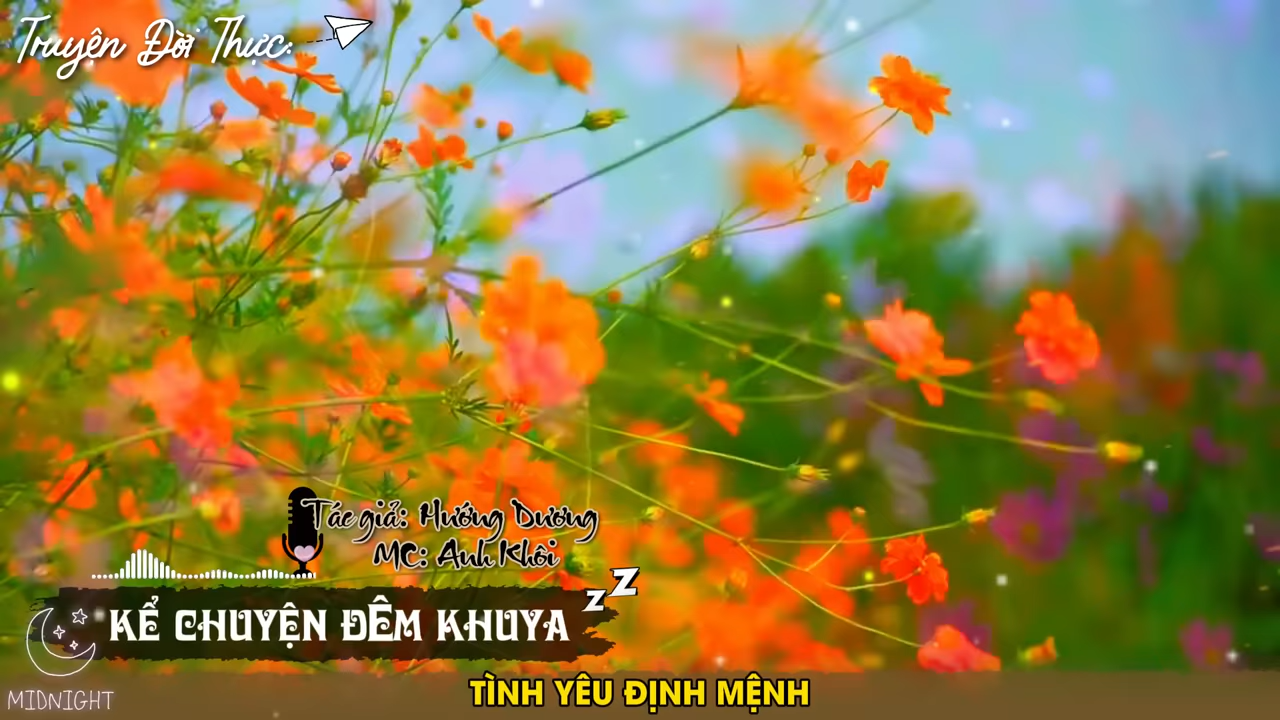 Truyện Đời Thực:
Tác giả: Hướng Dương
MC: Anh Khôi
KỂ CHUYỆN ĐÊM KHUYA
zZ
MIDNIGHT
TÌNH YÊU ĐỊNH MỆNH